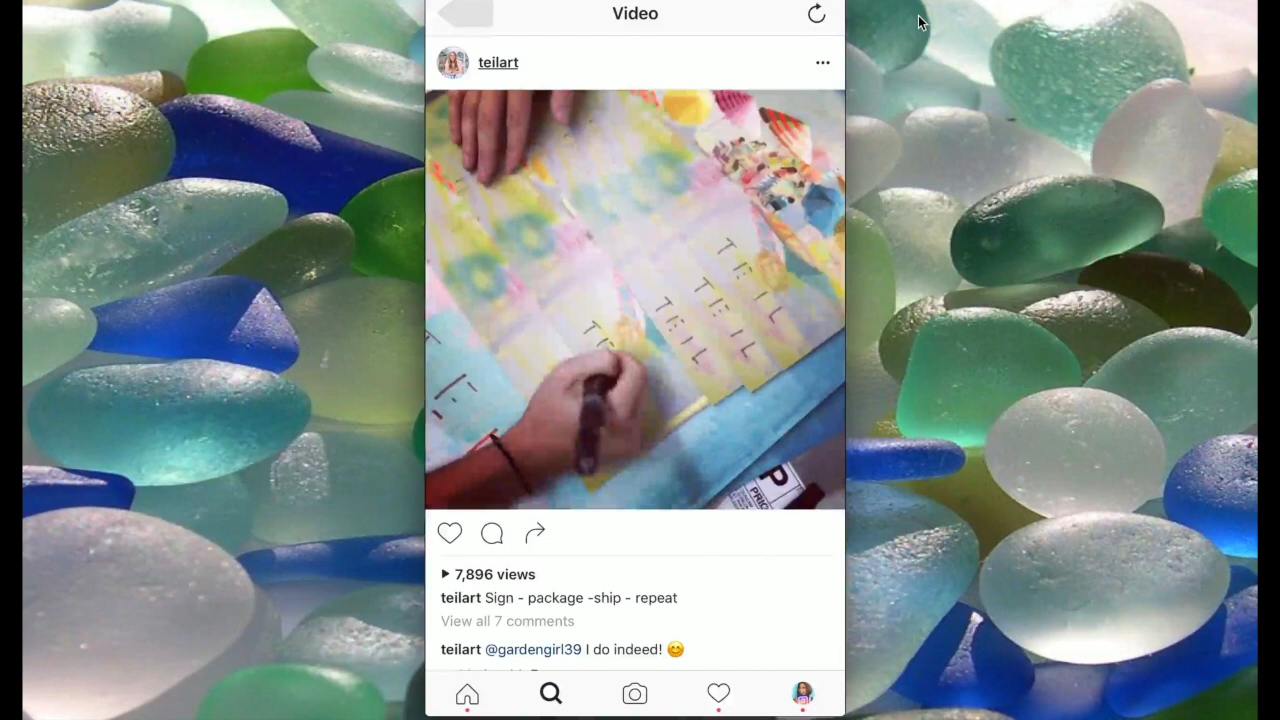 Video
teilart
TEIL
TEIL
TEIL
T
E
P
PRIO
7,896 views
teilart Sign - package -ship - repeat
View all 7 comments
teilart @gardengirl39 I do indeed! 😊